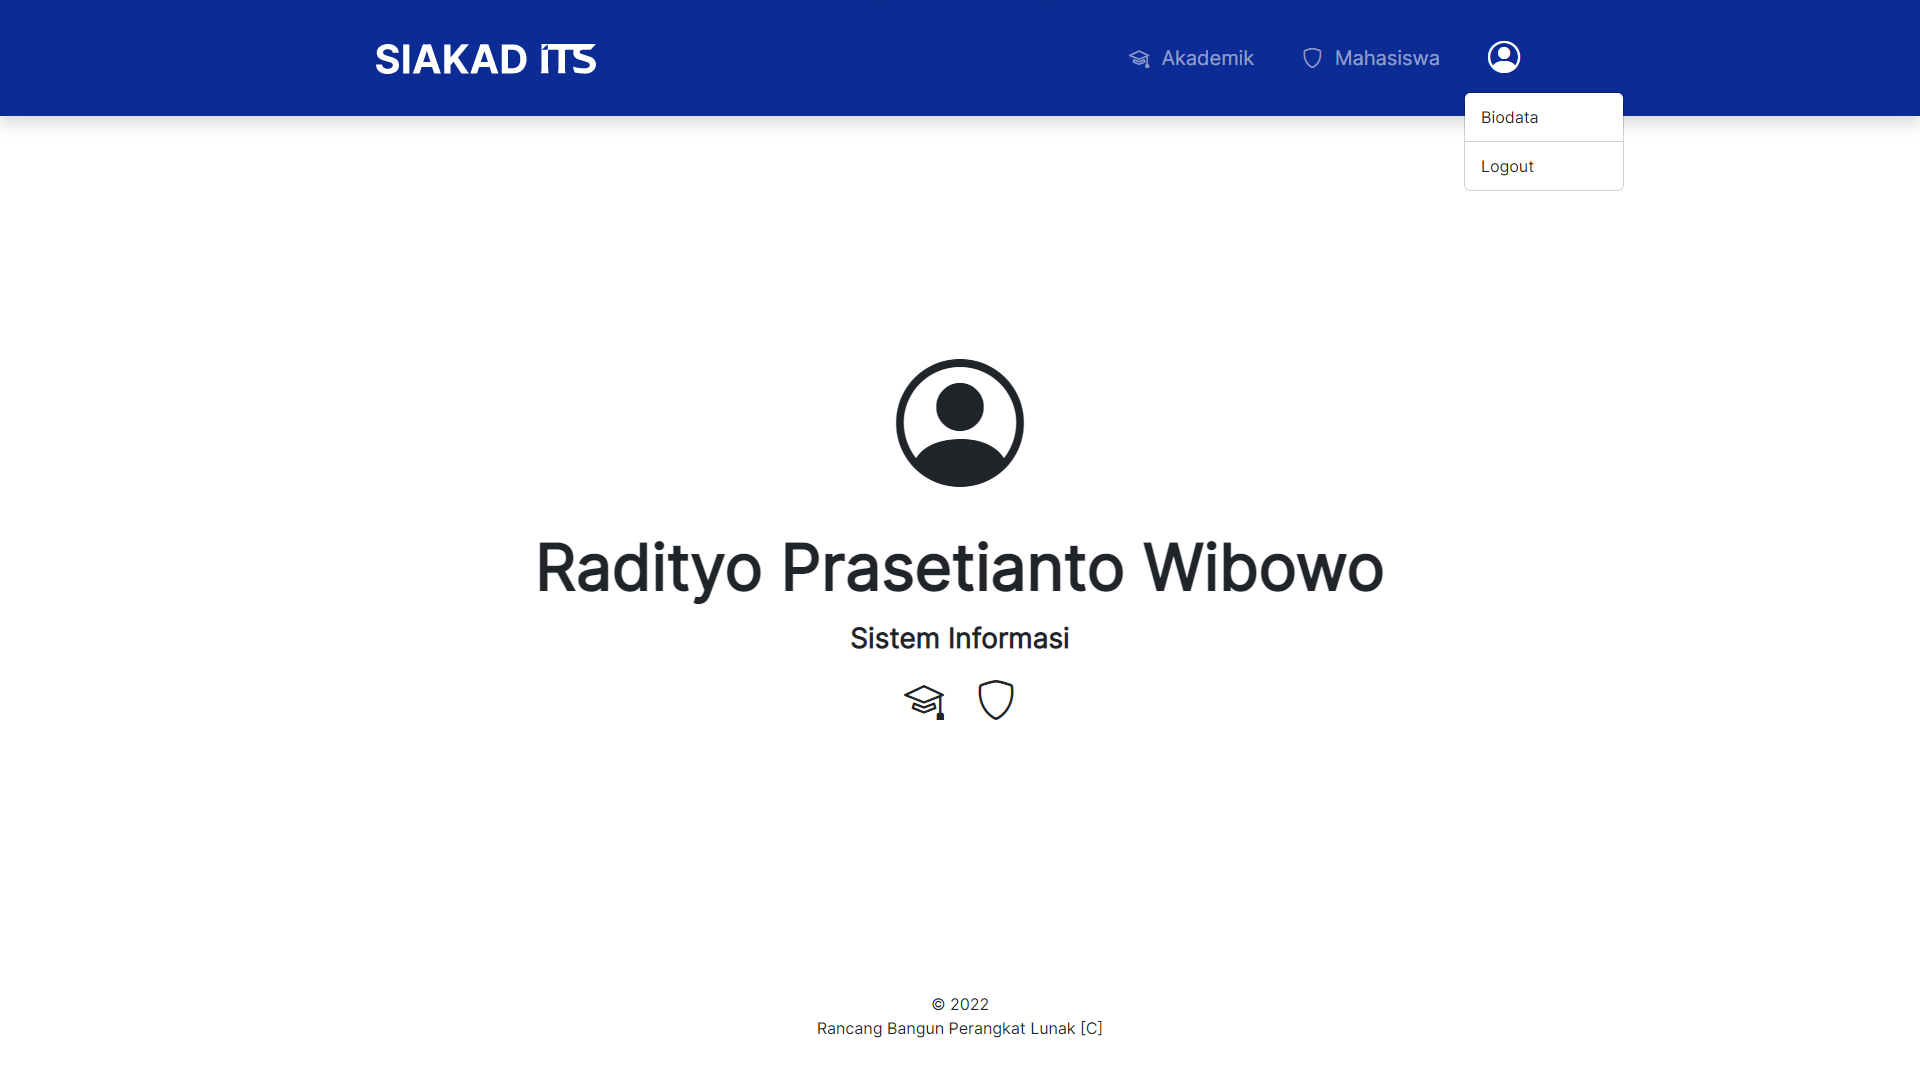 SIAKAD ITS
Akademik
Mahasiswa
Biodata
Logout
Radityo Prasetianto Wibowo
Sistem Informasi
© 2022
Rancang Bangun Perangkat Lunak [C]